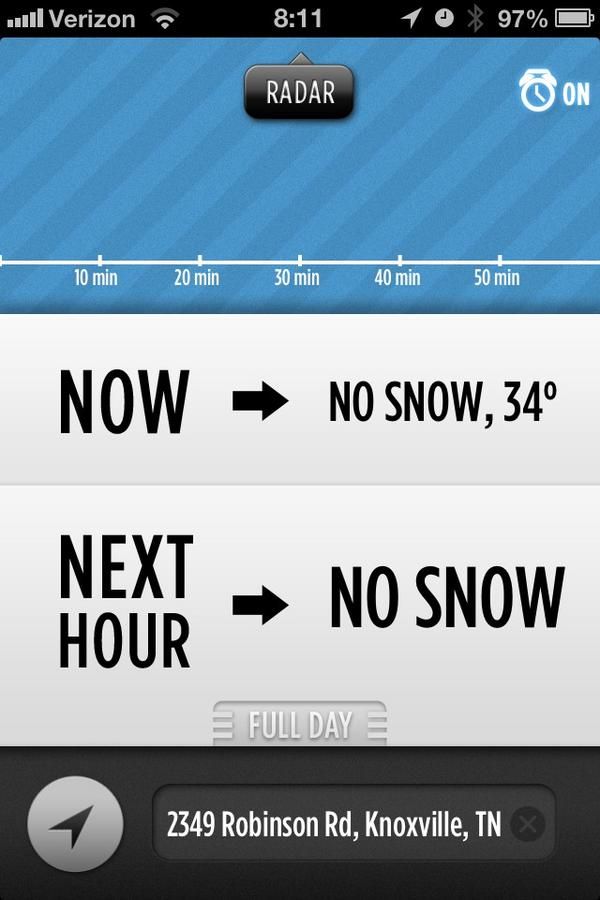 Verizon 8:11 97%
RADAR
ON
10 min 20 min 30 min 40 min 50 min
NOW NO SNOW, 34º
NEXT
HOUR
NO SNOW
FULL DAY
2349 Robinson Rd, Knoxville, TN